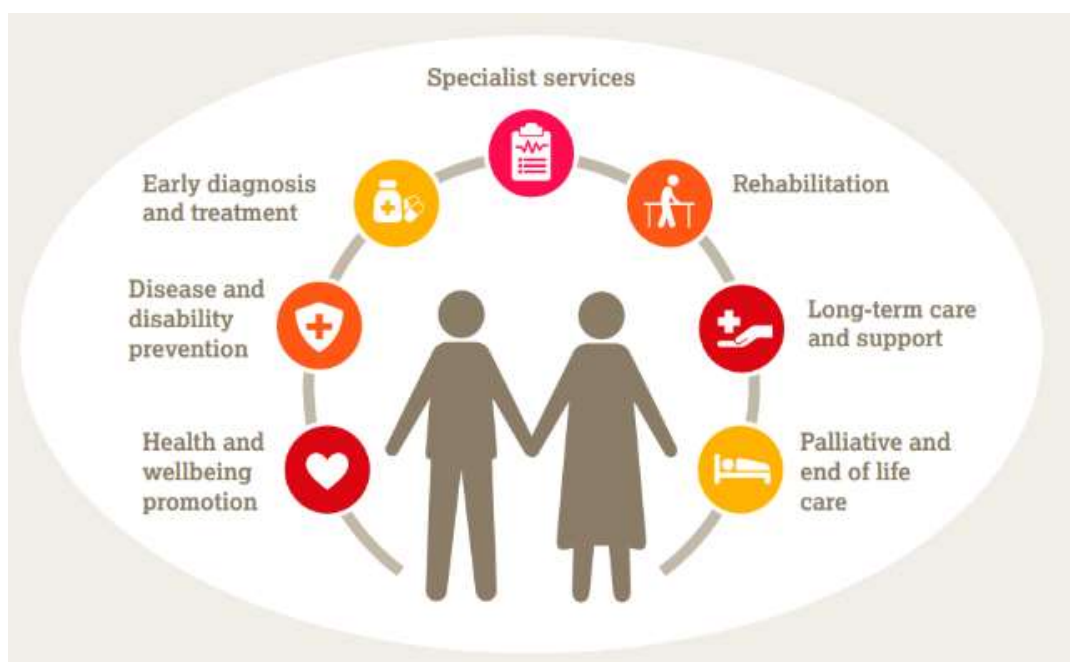 Specialist services
Early diagnosis
and treatment
Rehabilitation
Disease and
disability
prevention
Long-term care
and support
Health and
wellbeing
promotion
Palliative and
end of life
care